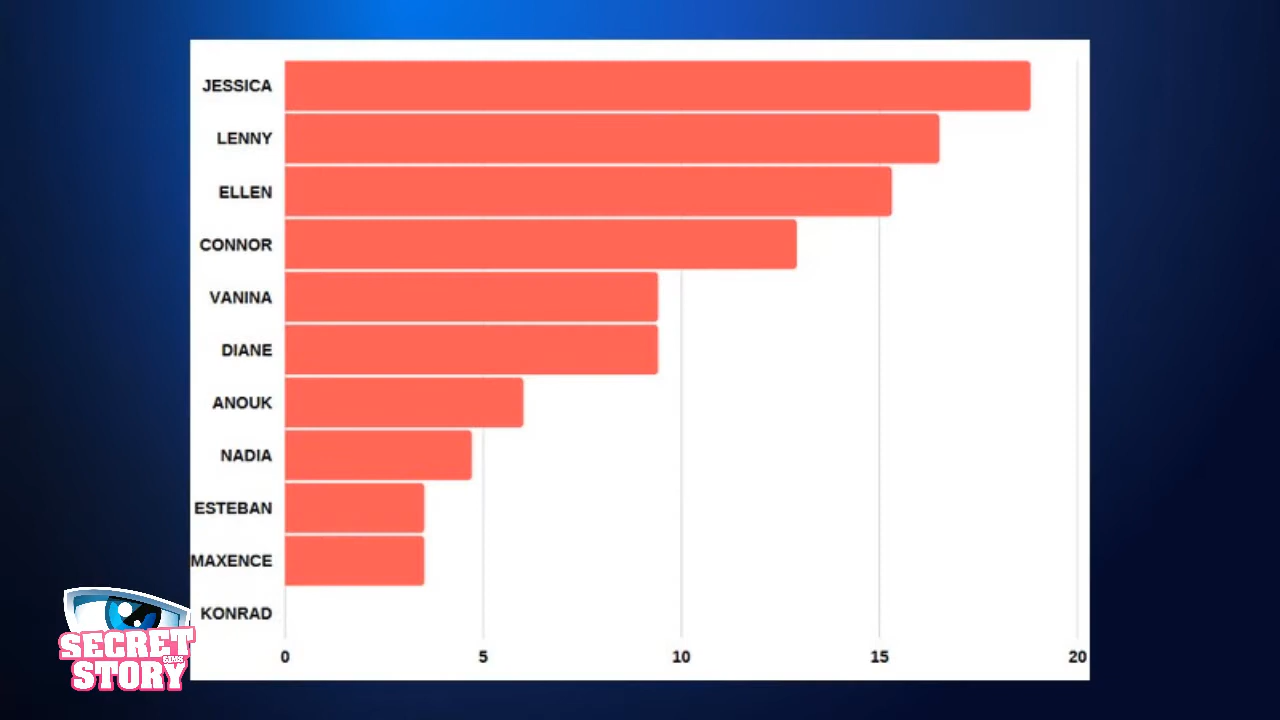 JESSICA
LENNY
ELLEN
CONNOR
VANINA
DIANE
ANOUK
NADIA
ESTEBAN
MAXENCE
KONRAD
0 5 10 15 20
SECRET
STORY